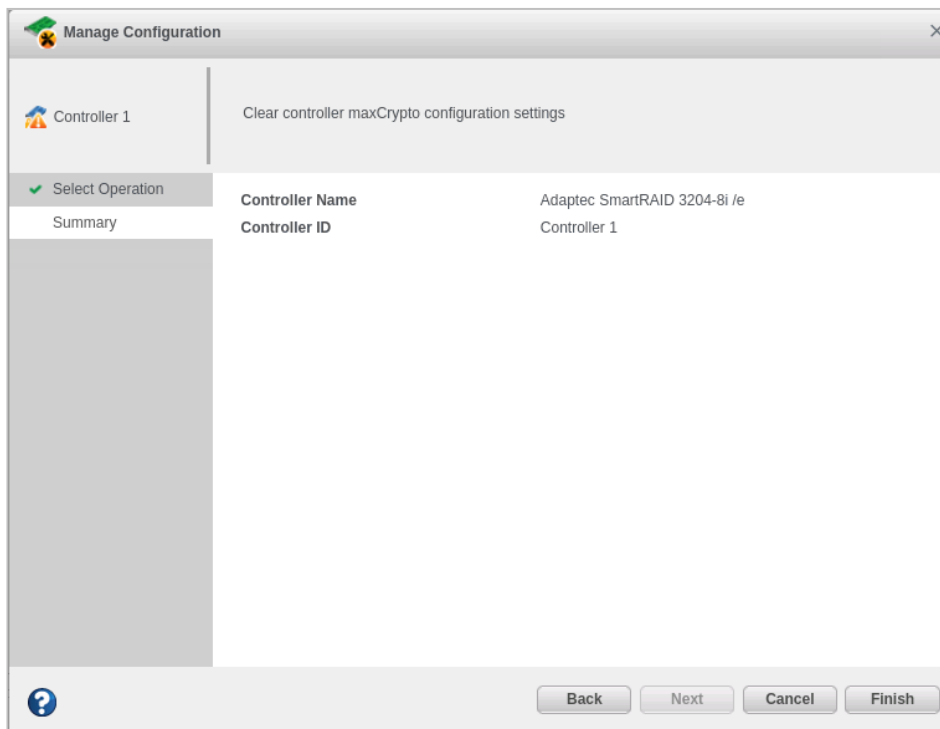 Manage Configuration
Controller 1
Clear controller maxCrypto configuration settings
Select Operation
Summary
Controller Name Adaptec SmartRAID 3204-8i /e
Controller ID Controller 1
Back Next Cancel Finish